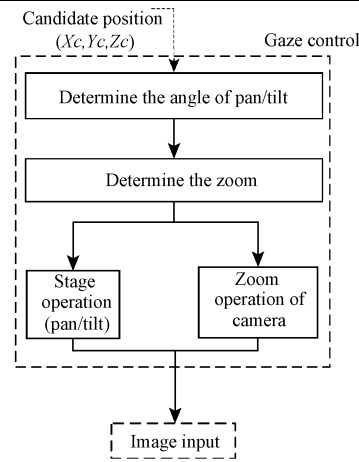 Candidate position
(Xc,Yc,Zc)
Gaze control
Determine the angle of pan/tilt
Determine the zoom
Stage
operation
(pan/tilt)
Zoom
operation of
camera
Image input